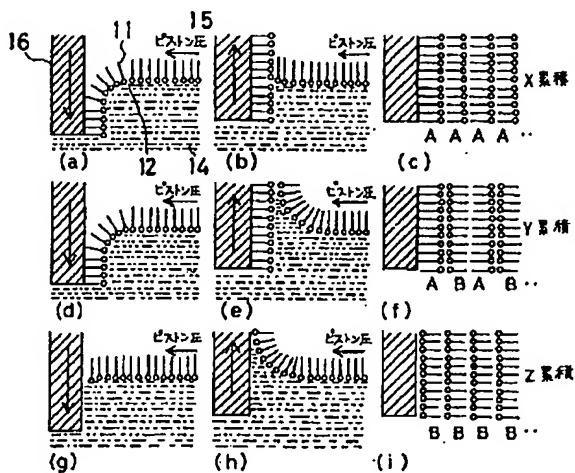 16 11 15
ピストン圧 ピストン圧
X累積
A A A A ‥
(a) 12 14 (b) (c)
ピストン圧 ピストン圧
Y累積
A B A B ‥
(d) (e) (f)
ピストン圧 ピストン圧
Z累積
B B B B ‥
(g) (h) (i)